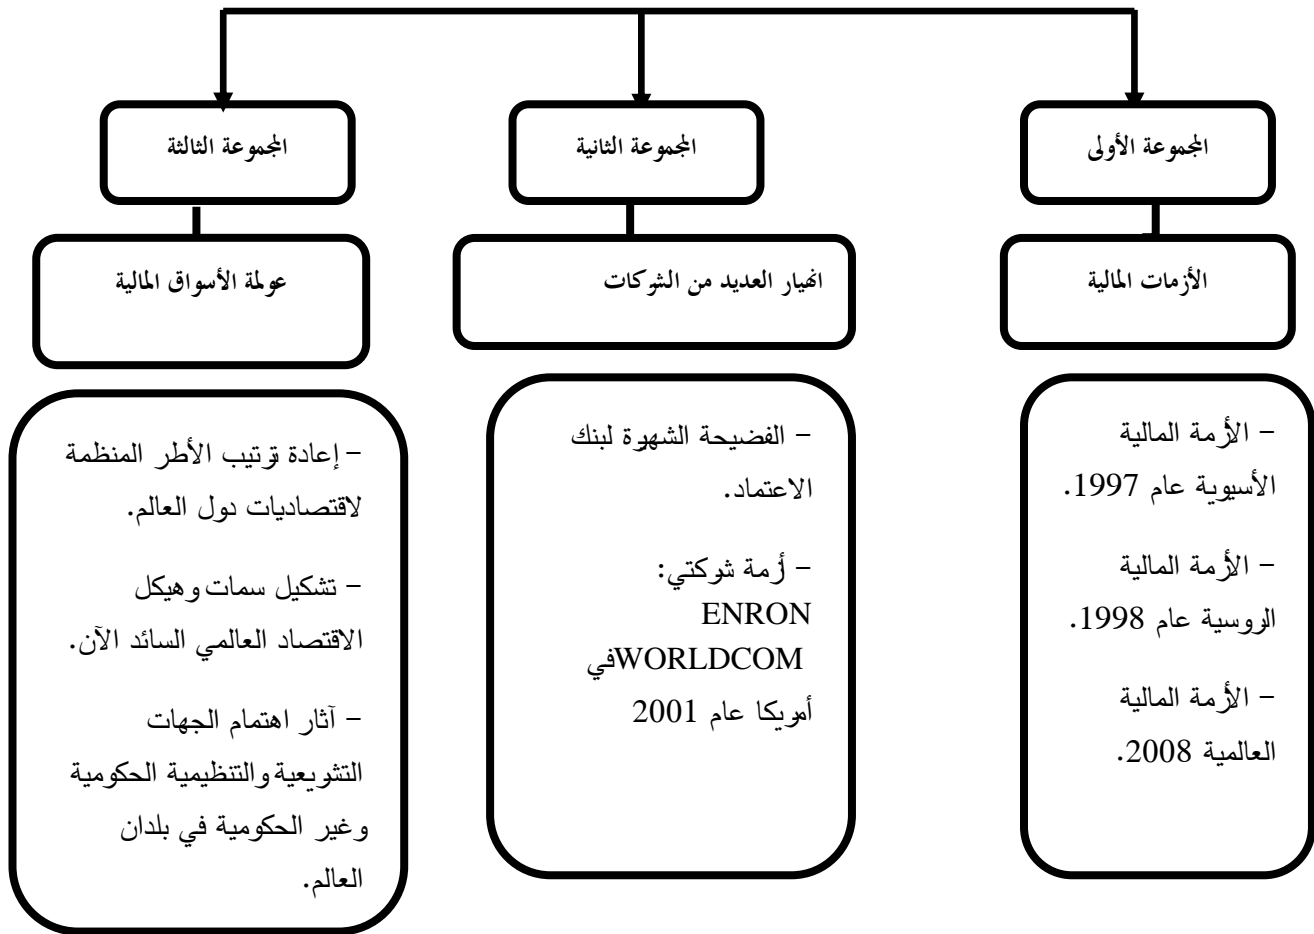 المجموعة الأولى
المجموعة الثانية
المجموعة الثالثة
الأزمات المالية
انهيار العديد من الشركات
عولمة الأسواق المالية
- الأزمة المالية
الأسيوية عام 1997.
- الأزمة المالية
الروسية عام 1998.
- الأزمة المالية
العالمية 2008.
- الفضيحة الشهيرة لبنك
الاعتماد.
- أزمة شركتي:
ENRON
WORLDCOMفي
أمريكا عام 2001
- إعادة ترتيب الأطر المنظمة
لاقتصاديات دول العالم.
- تشكيل سمات وهيكل
الاقتصاد العالمي السائد الآن.
- آثار اهتمام الجهات
التشريعية والتنظيمية الحكومية
وغير الحكومية في بلدان
العالم.